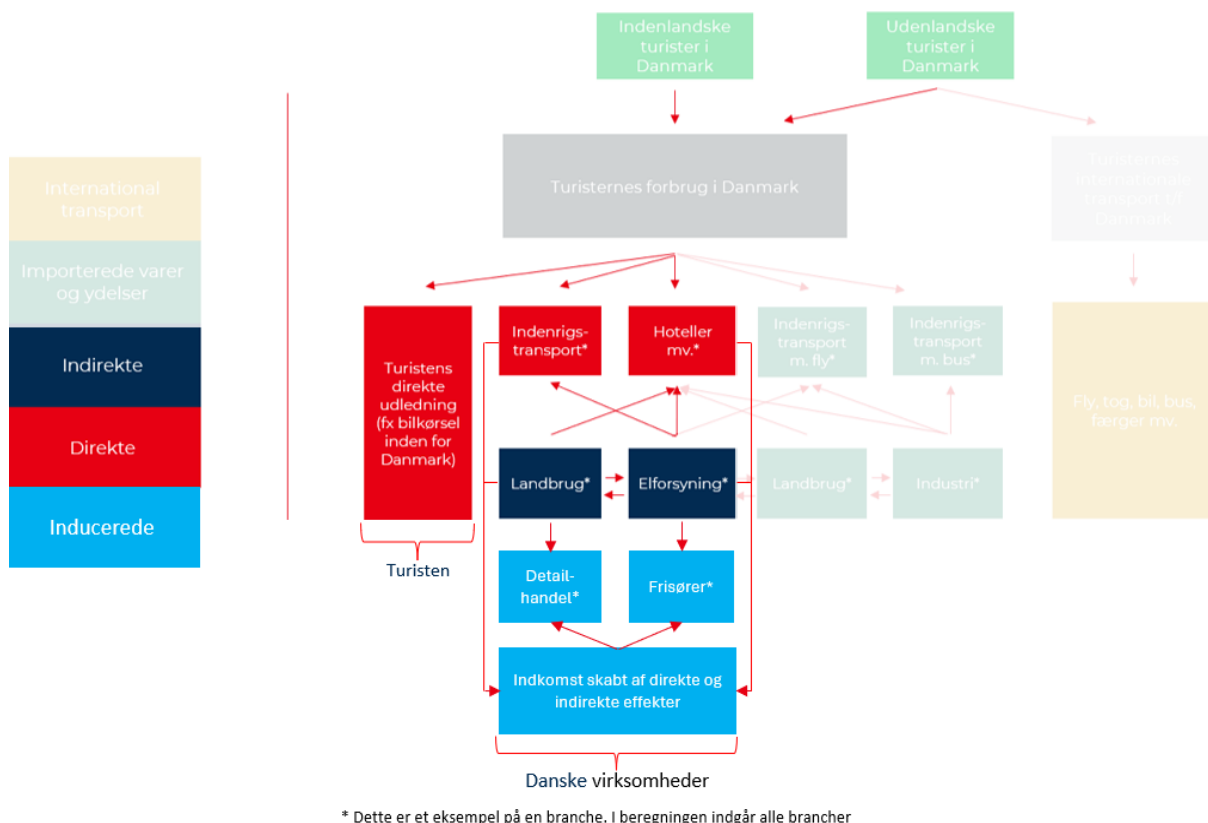 Indenlandske
turister i
Danmark
Udenlandske
turister i
Danmark
International
transport
Importerede varer
og ydelser
Indirekte
Direkte
Inducerede
Turisternes forbrug i Danmark
Turisternes
internationale
transport til
Danmark
Turistens
direkte
udledning
(fx bilkørsel
inden for
Danmark)
Indenrigs-
transport*
Hoteller
mv.*
Indenrigs-
transport
m. fly*
Indenrigs-
transport
m. bus*
Fly, tog, bil, bus,
færger mv.
Landbrug*
Elforsyning*
Landbrug*
Industri*
Turisten
Detail-
handel*
Frisører*
Indkomst skabt af direkte og
indirekte effekter
Danske virksomheder
* Dette er et eksempel på en branche. I beregningen indgår alle brancher